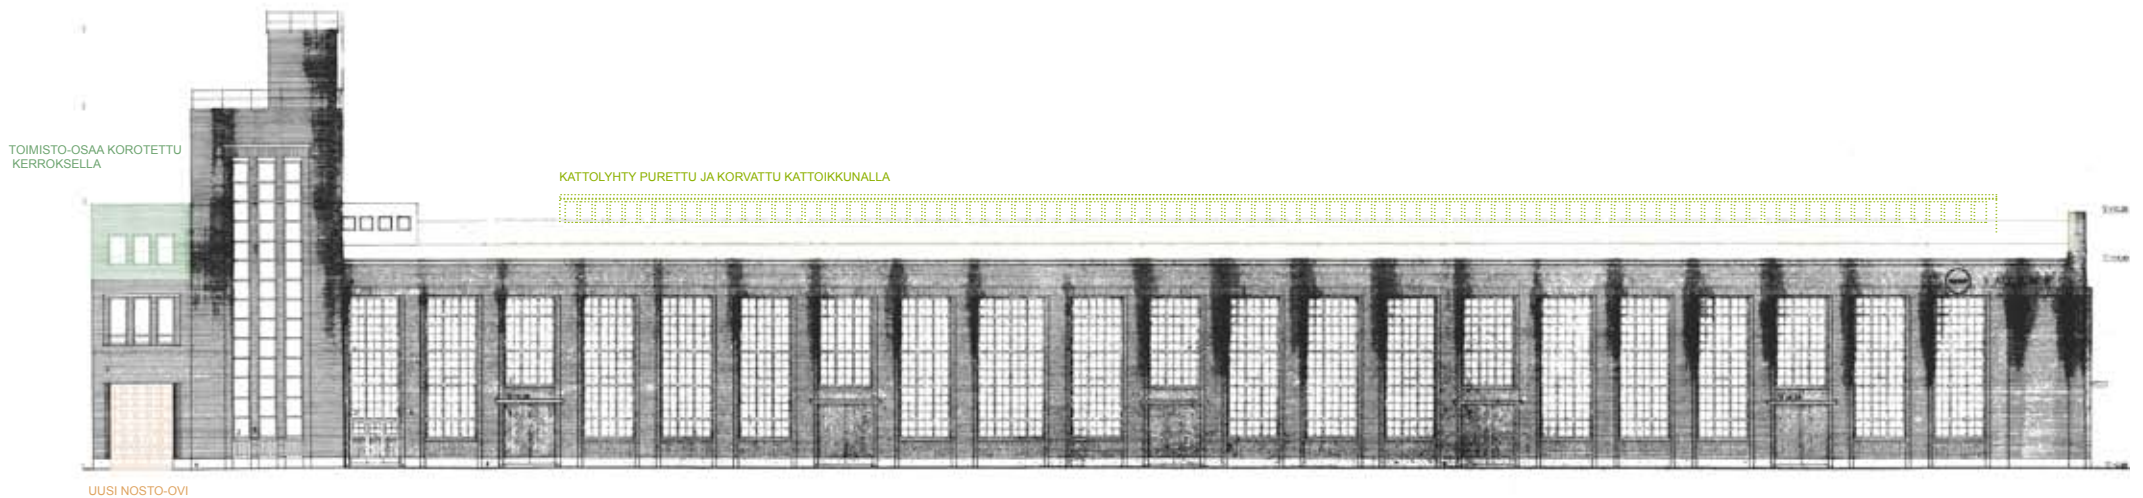 TOIMISTO-OSAA KOROTETTU
KERROKSELLA
KATTOLYHTY PURETTU JA KORVATTU KATTOIKKUNALLA
UUSI NOSTO-OVI